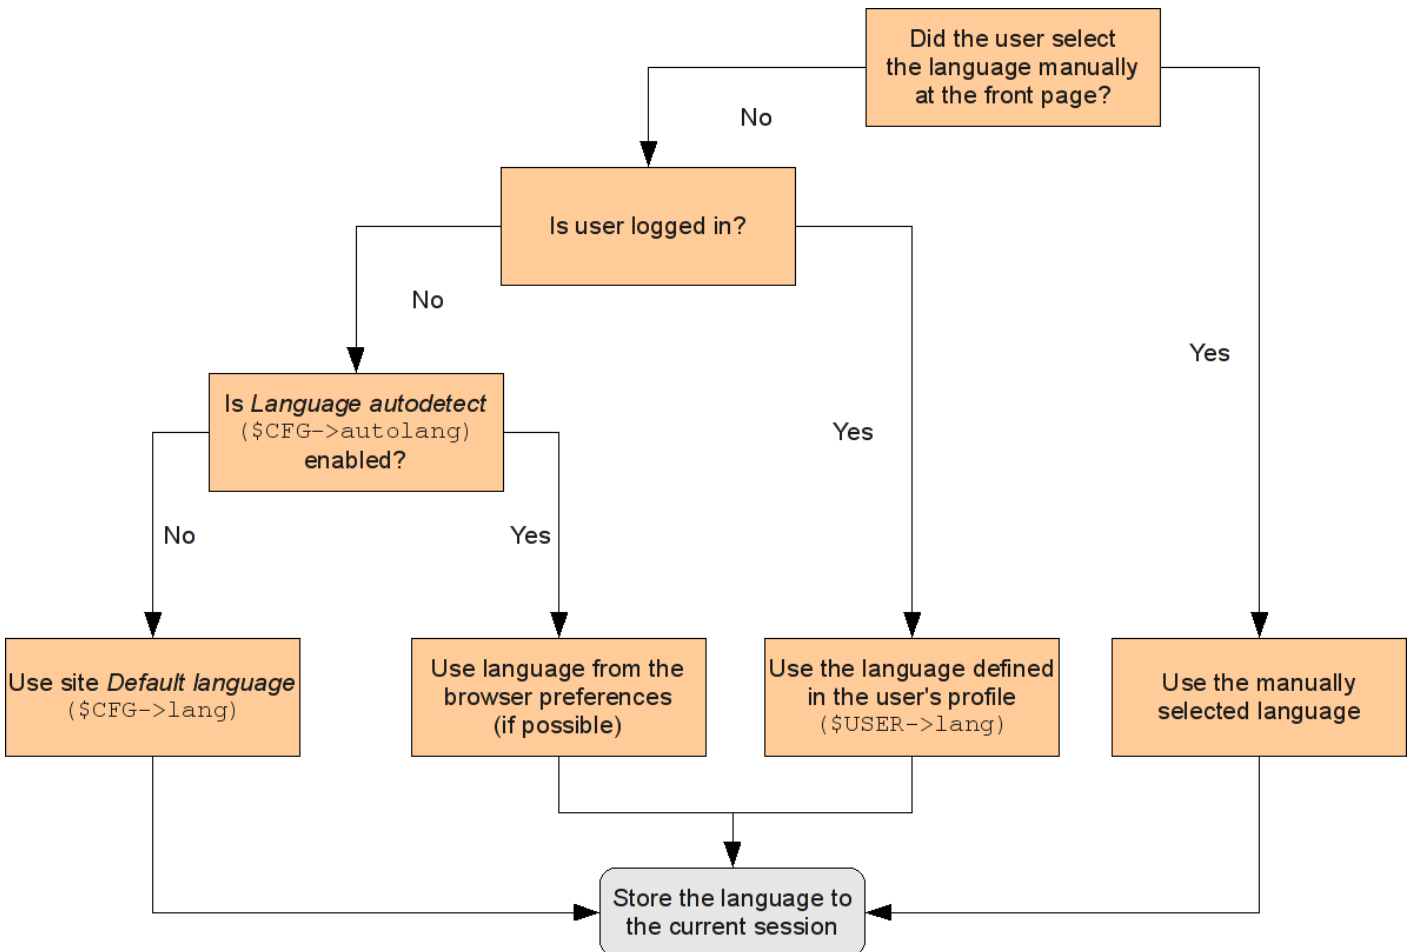 Did the user select
the language manually
at the front page?
No
Is user logged in?
No
Yes
Is Language autodetect
($CFG->autolang)
enabled?
Yes
No
Yes
Use site Default language
($CFG->lang)
Use language from the
browser preferences
(if possible)
Use the language defined
in the user's profile
($USER->lang)
Use the manually
selected language
Store the language to
the current session